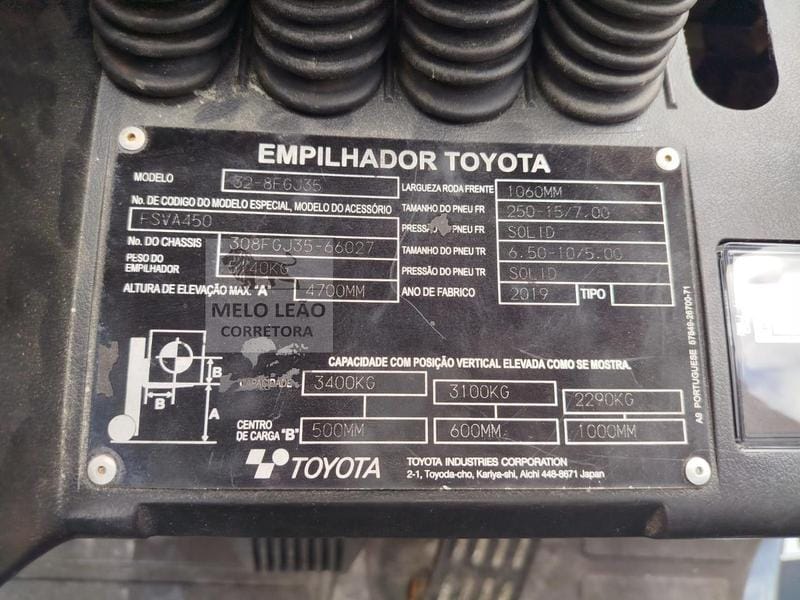 EMPILHADOR TOYOTA
MODELO 32-8FGJ35
No. DE CODIGO DO MODELO ESPECIAL, MODELO DO ACESSÓRIO
FSVA450
No. DO CHASSIS 308FGJ35-66027
PESO DO EMPILHADOR
ALTURA DE ELEVAÇÃO MAX. "A" 4700MM
LARGUEZA RODA FRENTE 1060MM
TAMANHO DO PNEU FR 250-15/7.00
PRESSÃO DO PNEU FR SOLID
TAMANHO DO PNEU TR 6.50-10/5.00
PRESSÃO DO PNEU TR SOLID
ANO DE FABRICO 2019 TIPO
MELO LEÃO
CORRETORA
CAPACIDADE COM POSIÇÃO VERTICAL ELEVADA COMO SE MOSTRA.
B
B
A
CAPACIDADE 3400KG 3100KG 2290KG
CENTRO DE CARGA "B" 500MM 600MM 1000MM
TOYOTA
TOYOTA INDUSTRIES CORPORATION
2-1, Toyoda-cho, Kariya-shi, Aichi 448-8671 Japan
A9 PORTUGUESE 57849-26700-71